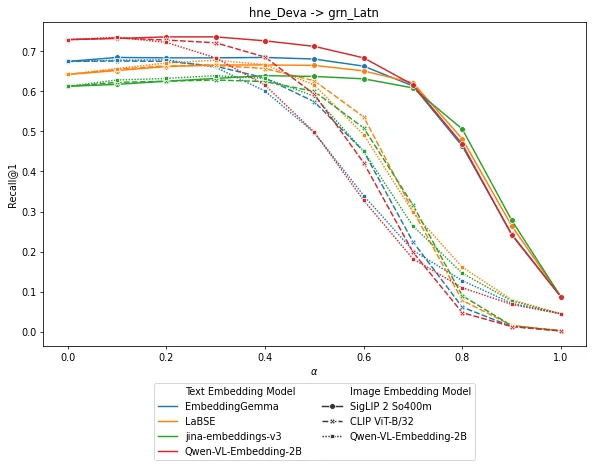 hne_Deva -> grn_Latn
Recall@1
0.7
0.6
0.5
0.4
0.3
0.2
0.1
0.0
0.0 0.2 0.4 0.6 0.8 1.0
α
Text Embedding Model
EmbeddingGemma
LaBSE
jina-embeddings-v3
Qwen-VL-Embedding-2B
Image Embedding Model
SigLIP 2 So400m
CLIP ViT-B/32
Qwen-VL-Embedding-2B